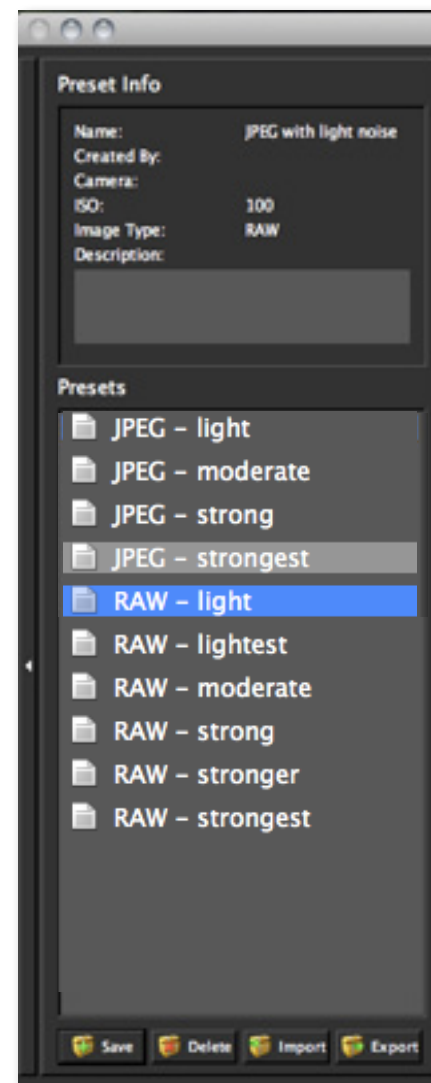 Preset Info
Name: JPEG with light noise
Created By:
Camera:
ISO: 100
Image Type: RAW
Description:
Presets
JPEG – light
JPEG – moderate
JPEG – strong
JPEG – strongest
RAW – light
RAW – lightest
RAW – moderate
RAW – strong
RAW – stronger
RAW – strongest
Save Delete Import Export